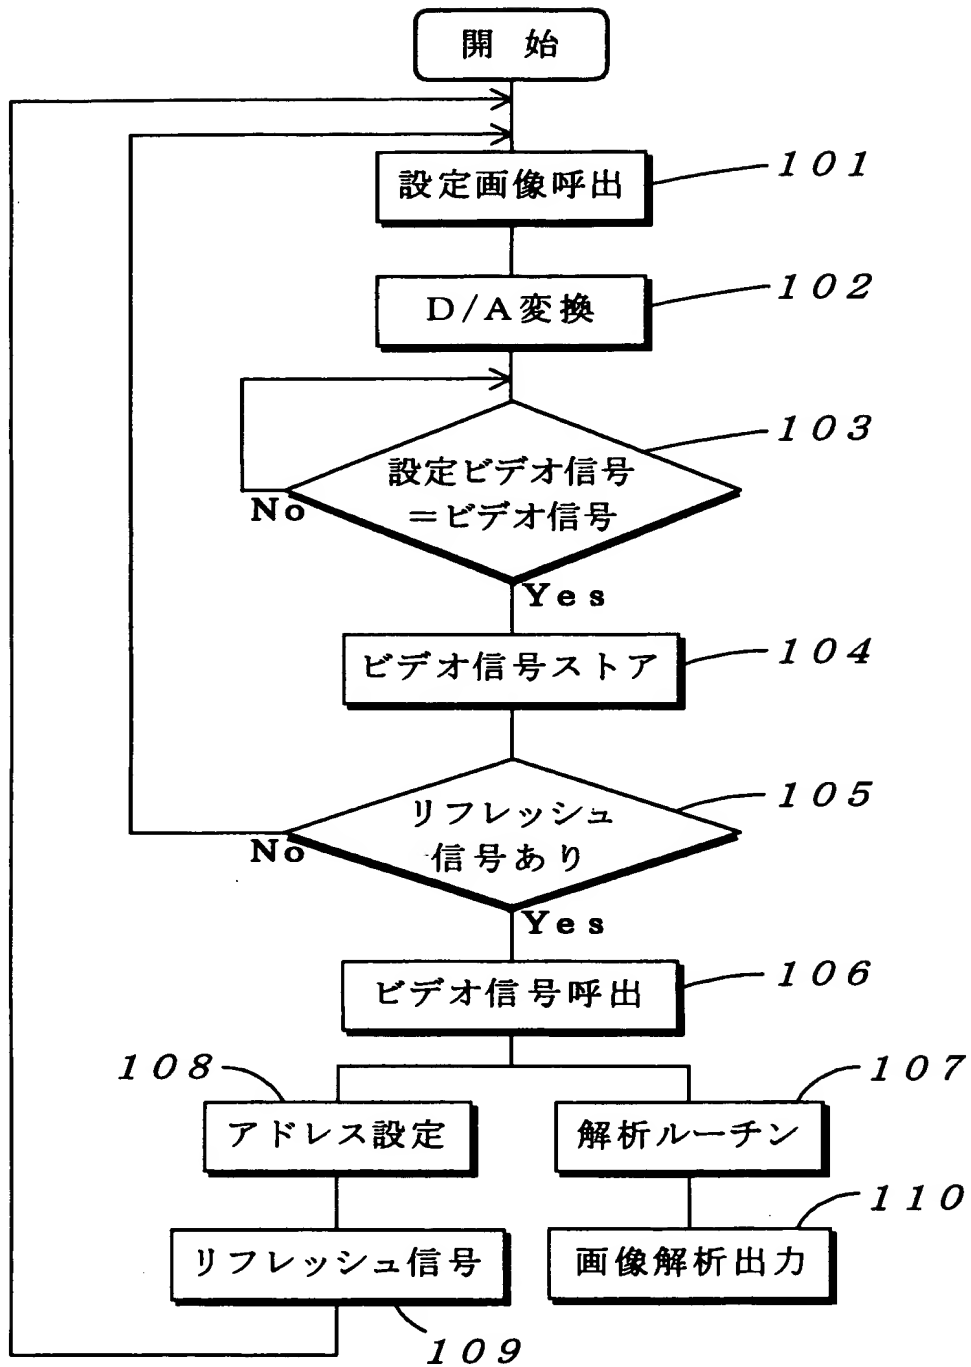 開始
設定画像呼出
101
D/A変換
102
設定ビデオ信号
=ビデオ信号
103
No
Yes
ビデオ信号ストア
104
リフレッシュ
信号あり
105
No
Yes
ビデオ信号呼出
106
108
アドレス設定
107
解析ルーチン
リフレッシュ信号
109
110
画像解析出力